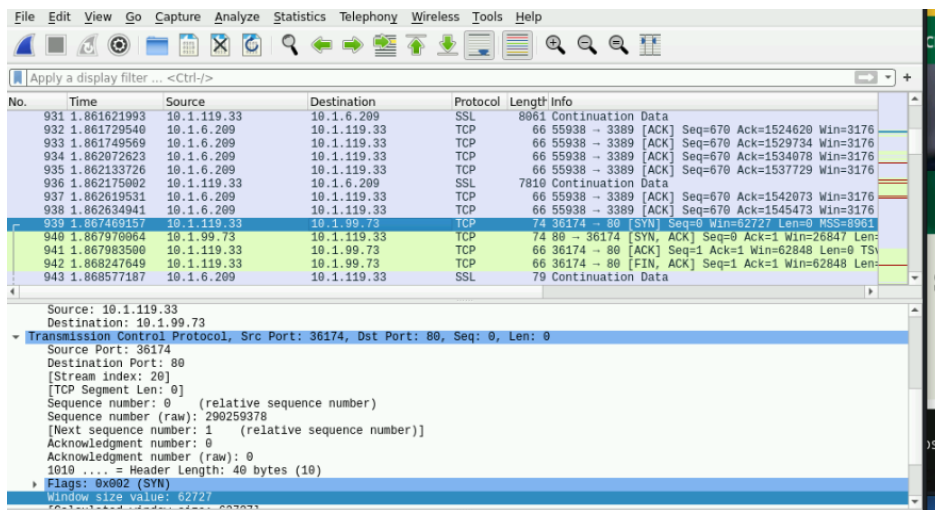 File Edit View Go Capture Analyze Statistics Telephony Wireless Tools Help
Apply a display filter ... <Ctrl-/>
No. Time Source Destination Protocol Length Info
931 1.861621993 10.1.119.33 10.1.6.209 SSL 8061 Continuation Data
932 1.861729540 10.1.6.209 10.1.119.33 TCP 66 55938 → 3389 [ACK] Seq=670 Ack=1524620 Win=3176
933 1.861749569 10.1.6.209 10.1.119.33 TCP 66 55938 → 3389 [ACK] Seq=670 Ack=1529734 Win=3176
934 1.862072623 10.1.6.209 10.1.119.33 TCP 66 55938 → 3389 [ACK] Seq=670 Ack=1534078 Win=3176
935 1.862133726 10.1.6.209 10.1.119.33 TCP 66 55938 → 3389 [ACK] Seq=670 Ack=1537729 Win=3176
936 1.862175002 10.1.119.33 10.1.6.209 SSL 7810 Continuation Data
937 1.862619531 10.1.6.209 10.1.119.33 TCP 66 55938 → 3389 [ACK] Seq=670 Ack=1542073 Win=3176
938 1.862634941 10.1.6.209 10.1.119.33 TCP 66 55938 → 3389 [ACK] Seq=670 Ack=1545473 Win=3176
939 1.867469157 10.1.119.33 10.1.99.73 TCP 74 36174 → 80 [SYN] Seq=0 Win=62727 Len=0 MSS=8961
940 1.867970064 10.1.99.73 10.1.119.33 TCP 74 80 → 36174 [SYN, ACK] Seq=0 Ack=1 Win=26847 Len=
941 1.867983500 10.1.119.33 10.1.99.73 TCP 66 36174 → 80 [ACK] Seq=1 Ack=1 Win=62848 Len=0 TSv
942 1.868247649 10.1.119.33 10.1.99.73 TCP 66 36174 → 80 [FIN, ACK] Seq=1 Ack=1 Win=62848 Len=
943 1.868577187 10.1.6.209 10.1.119.33 SSL 79 Continuation Data
Source: 10.1.119.33
Destination: 10.1.99.73
Transmission Control Protocol, Src Port: 36174, Dst Port: 80, Seq: 0, Len: 0
Source Port: 36174
Destination Port: 80
[Stream index: 20]
[TCP Segment Len: 0]
Sequence number: 0 (relative sequence number)
Sequence number (raw): 290259378
[Next sequence number: 1 (relative sequence number)]
Acknowledgment number: 0
Acknowledgment number (raw): 0
1010 .... = Header Length: 40 bytes (10)
Flags: 0x002 (SYN)
Window size value: 62727
[Calculated window size: 62727]